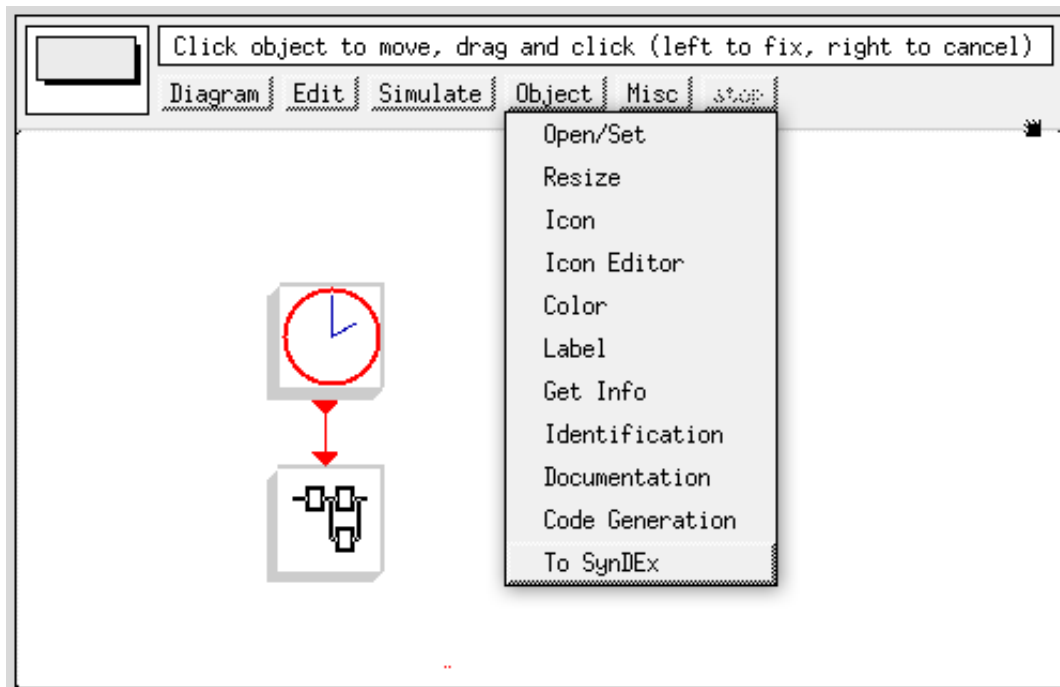 Click object to move, drag and click (left to fix, right to cancel)
Diagram Edit Simulate Object Misc stop
Open/Set
Resize
Icon
Icon Editor
Color
Label
Get Info
Identification
Documentation
Code Generation
To SynDEx